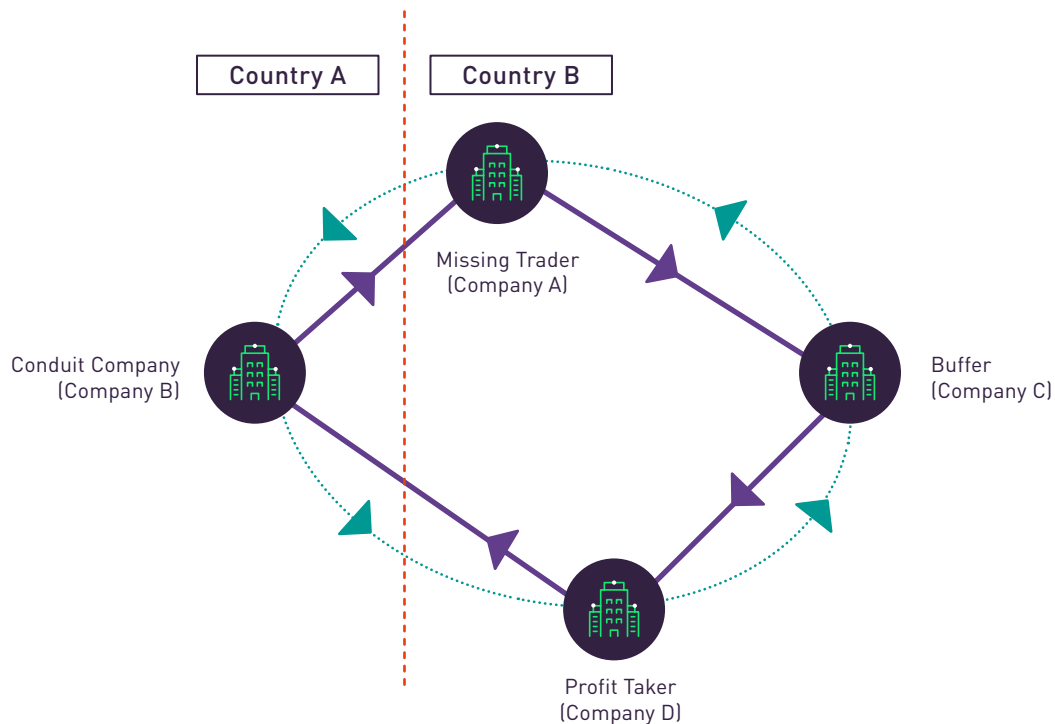 Country A
Country B
Missing Trader
(Company A)
Conduit Company
(Company B)
Buffer
(Company C)
Profit Taker
(Company D)